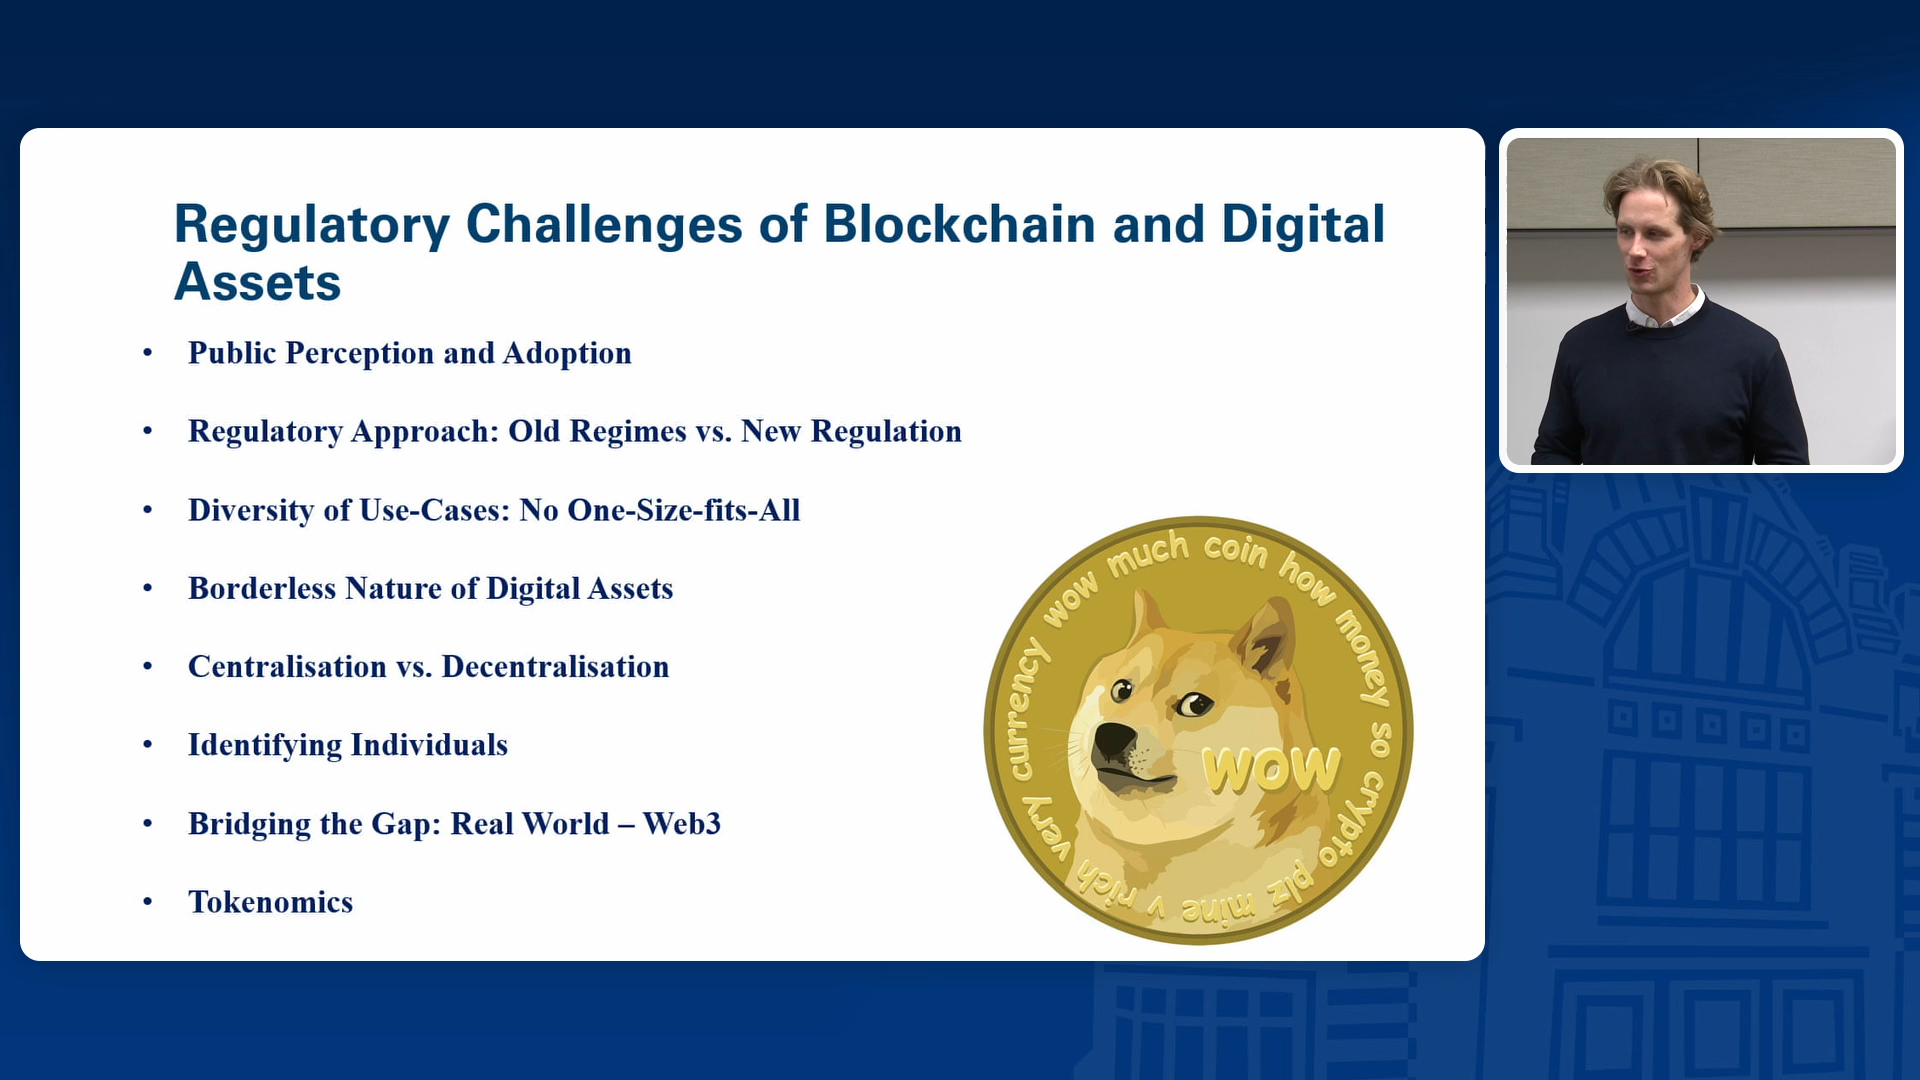 Regulatory Challenges of Blockchain and Digital
Assets
• Public Perception and Adoption
• Regulatory Approach: Old Regimes vs. New Regulation
• Diversity of Use-Cases: No One-Size-fits-All
• Borderless Nature of Digital Assets
• Centralisation vs. Decentralisation
• Identifying Individuals
• Bridging the Gap: Real World – Web3
• Tokenomics
very currency wow much coin how money so crypto plz mine v rich
wow